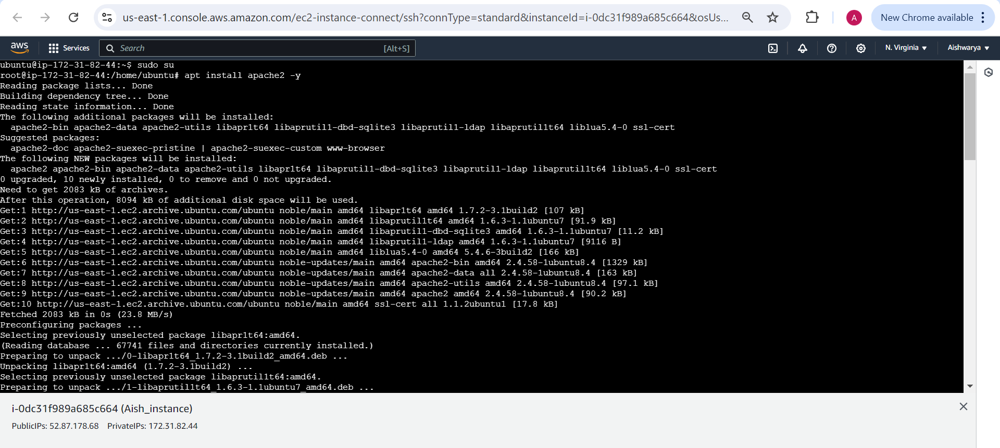 us-east-1.console.aws.amazon.com/ec2-instance-connect/ssh?connType=standard&instanceId=i-0dc31f989a685c664&osUs...
A
New Chrome available
aws
Services
Search
[Alt+S]
N. Virginia
Aishwarya
ubuntu@ip-172-31-82-44:~$ sudo su
root@ip-172-31-82-44:/home/ubuntu# apt install apache2 -y
Reading package lists... Done
Building dependency tree... Done
Reading state information... Done
The following additional packages will be installed:
  apache2-bin apache2-data apache2-utils libapr1t64 libaprutil1-dbd-sqlite3 libaprutil1-ldap libaprutil1t64 liblua5.4-0 ssl-cert
Suggested packages:
  apache2-doc apache2-suexec-pristine | apache2-suexec-custom www-browser
The following NEW packages will be installed:
  apache2 apache2-bin apache2-data apache2-utils libapr1t64 libaprutil1-dbd-sqlite3 libaprutil1-ldap libaprutil1t64 liblua5.4-0 ssl-cert
0 upgraded, 10 newly installed, 0 to remove and 0 not upgraded.
Need to get 2083 kB of archives.
After this operation, 8094 kB of additional disk space will be used.
Get:1 http://us-east-1.ec2.archive.ubuntu.com/ubuntu noble/main amd64 libapr1t64 amd64 1.7.2-3.1build2 [107 kB]
Get:2 http://us-east-1.ec2.archive.ubuntu.com/ubuntu noble/main amd64 libaprutil1t64 amd64 1.6.3-1.1ubuntu7 [91.9 kB]
Get:3 http://us-east-1.ec2.archive.ubuntu.com/ubuntu noble/main amd64 libaprutil1-dbd-sqlite3 amd64 1.6.3-1.1ubuntu7 [11.2 kB]
Get:4 http://us-east-1.ec2.archive.ubuntu.com/ubuntu noble/main amd64 libaprutil1-ldap amd64 1.6.3-1.1ubuntu7 [9116 B]
Get:5 http://us-east-1.ec2.archive.ubuntu.com/ubuntu noble/main amd64 liblua5.4-0 amd64 5.4.6-3build2 [166 kB]
Get:6 http://us-east-1.ec2.archive.ubuntu.com/ubuntu noble-updates/main amd64 apache2-bin amd64 2.4.58-1ubuntu8.4 [1329 kB]
Get:7 http://us-east-1.ec2.archive.ubuntu.com/ubuntu noble-updates/main amd64 apache2-data all 2.4.58-1ubuntu8.4 [163 kB]
Get:8 http://us-east-1.ec2.archive.ubuntu.com/ubuntu noble-updates/main amd64 apache2-utils amd64 2.4.58-1ubuntu8.4 [97.1 kB]
Get:9 http://us-east-1.ec2.archive.ubuntu.com/ubuntu noble-updates/main amd64 apache2 amd64 2.4.58-1ubuntu8.4 [90.2 kB]
Get:10 http://us-east-1.ec2.archive.ubuntu.com/ubuntu noble/main amd64 ssl-cert all 1.1.2ubuntu1 [17.8 kB]
Fetched 2083 kB in 0s (23.8 MB/s)
Preconfiguring packages ...
Selecting previously unselected package libapr1t64:amd64.
(Reading database ... 67741 files and directories currently installed.)
Preparing to unpack .../0-libapr1t64_1.7.2-3.1build2_amd64.deb ...
Unpacking libapr1t64:amd64 (1.7.2-3.1build2) ...
Selecting previously unselected package libaprutil1t64:amd64.
Preparing to unpack .../1-libaprutil1t64_1.6.3-1.1ubuntu7_amd64.deb ...
i-0dc31f989a685c664 (Aish_instance)
PublicIPs: 52.87.178.68 PrivateIPs: 172.31.82.44